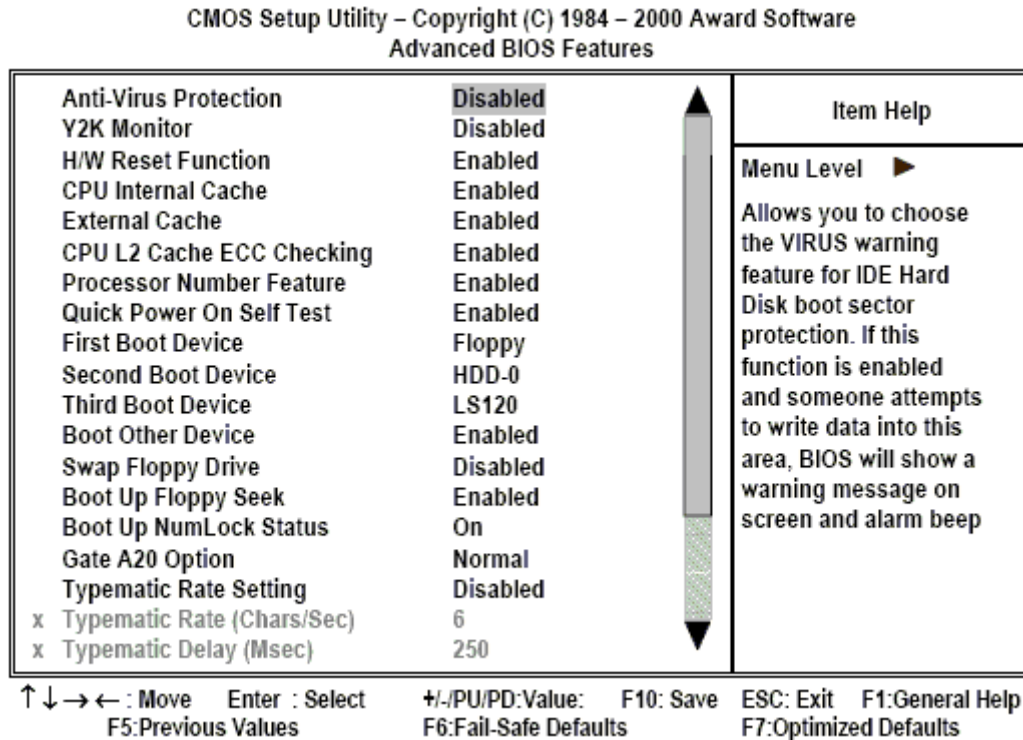 CMOS Setup Utility – Copyright (C) 1984 – 2000 Award Software
Advanced BIOS Features
Anti-Virus Protection Disabled
Y2K Monitor Disabled
H/W Reset Function Enabled
CPU Internal Cache Enabled
External Cache Enabled
CPU L2 Cache ECC Checking Enabled
Processor Number Feature Enabled
Quick Power On Self Test Enabled
First Boot Device Floppy
Second Boot Device HDD-0
Third Boot Device LS120
Boot Other Device Enabled
Swap Floppy Drive Disabled
Boot Up Floppy Seek Enabled
Boot Up NumLock Status On
Gate A20 Option Normal
Typematic Rate Setting Disabled
x Typematic Rate (Chars/Sec) 6
x Typematic Delay (Msec) 250
Item Help
Menu Level ►
Allows you to choose
the VIRUS warning
feature for IDE Hard
Disk boot sector
protection. If this
function is enabled
and someone attempts
to write data into this
area, BIOS will show a
warning message on
screen and alarm beep
↑↓→← : Move Enter : Select +/-/PU/PD:Value: F10: Save ESC: Exit F1:General Help
F5:Previous Values F6:Fail-Safe Defaults F7:Optimized Defaults